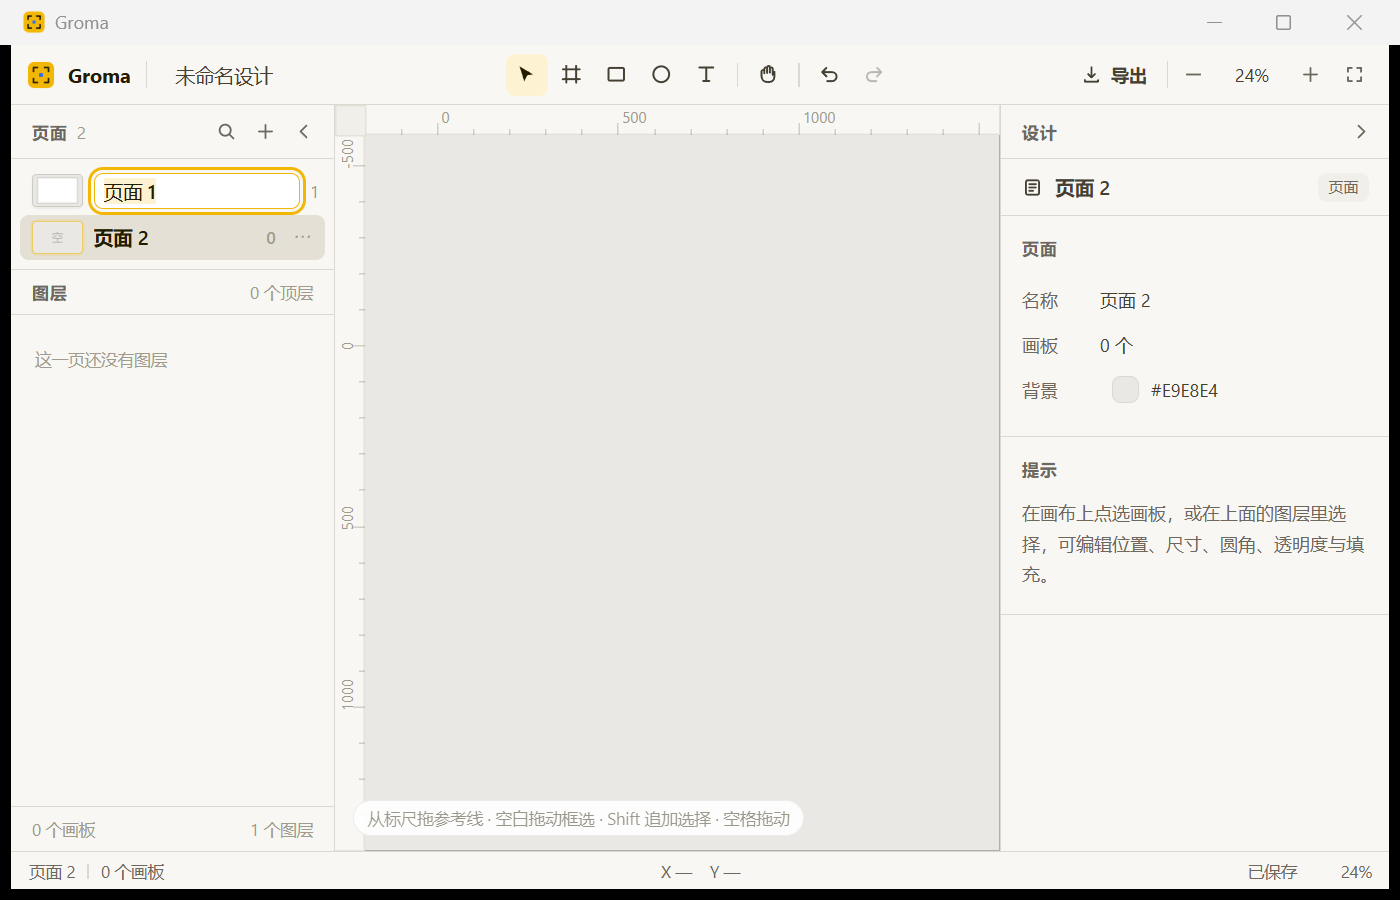 Groma
Groma 未命名设计 导出 24%
页面 2
页面 1 1
空 页面 2 0
图层 0 个顶层
这一页还没有图层
0 个画板 1 个图层
0 500 1000
-500
0
500
1000
从标尺拖参考线 · 空白拖动框选 · Shift 追加选择 · 空格拖动
设计
页面 2 页面
页面
名称 页面 2
画板 0 个
背景 #E9E8E4
提示
在画布上点选画板，或在上面的图层里选
择，可编辑位置、尺寸、圆角、透明度与填
充。
页面 2 0 个画板 X — Y — 已保存 24%